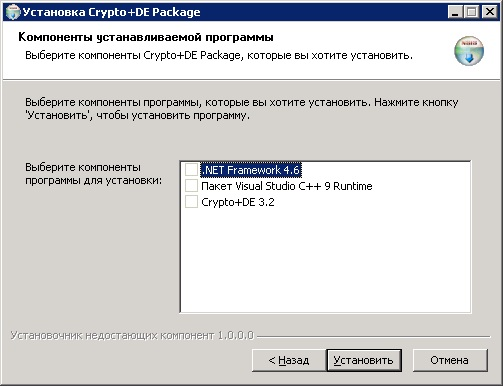 Установка Crypto+DE Package
Компоненты устанавливаемой программы
Выберите компоненты Crypto+DE Package, которые вы хотите установить.
Выберите компоненты программы, которые вы хотите установить. Нажмите кнопку
'Установить', чтобы установить программу.
Выберите компоненты
программы для установки:
.NET Framework 4.6
Пакет Visual Studio C++ 9 Runtime
Crypto+DE 3.2
Установочник недостающих компонент 1.0.0.0
< Назад
Установить
Отмена